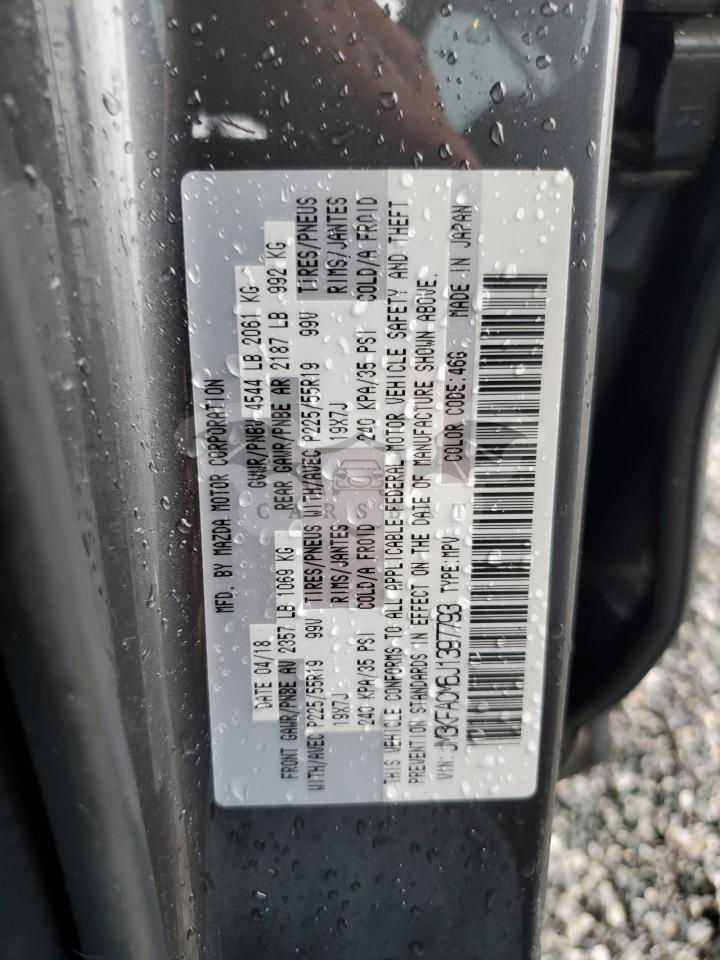 MFD. BY MAZDA MOTOR CORPORATION
DATE 04/18 GVWR/PNBV 4544 LB 2061 KG
FRONT GAWR/PNBE AV 2357 LB 1069 KG REAR GAWR/PNBE AR 2187 LB 992 KG
WITH/AVEC P225/55R19 99V TIRES/PNEUS WITH/AVEC P225/55R19 99V TIRES/PNEUS
19X7J RIMS/JANTES 19X7J RIMS/JANTES
240 KPA/35 PSI COLD/A FROID 240 KPA/35 PSI COLD/A FROID
THIS VEHICLE CONFORMS TO ALL APPLICABLE FEDERAL MOTOR VEHICLE SAFETY AND THEFT
PREVENTION STANDARDS IN EFFECT ON THE DATE OF MANUFACTURE SHOWN ABOVE.
VIN: JM3KFACM6J1397793 TYPE:MPV COLOR CODE:46G MADE IN JAPAN